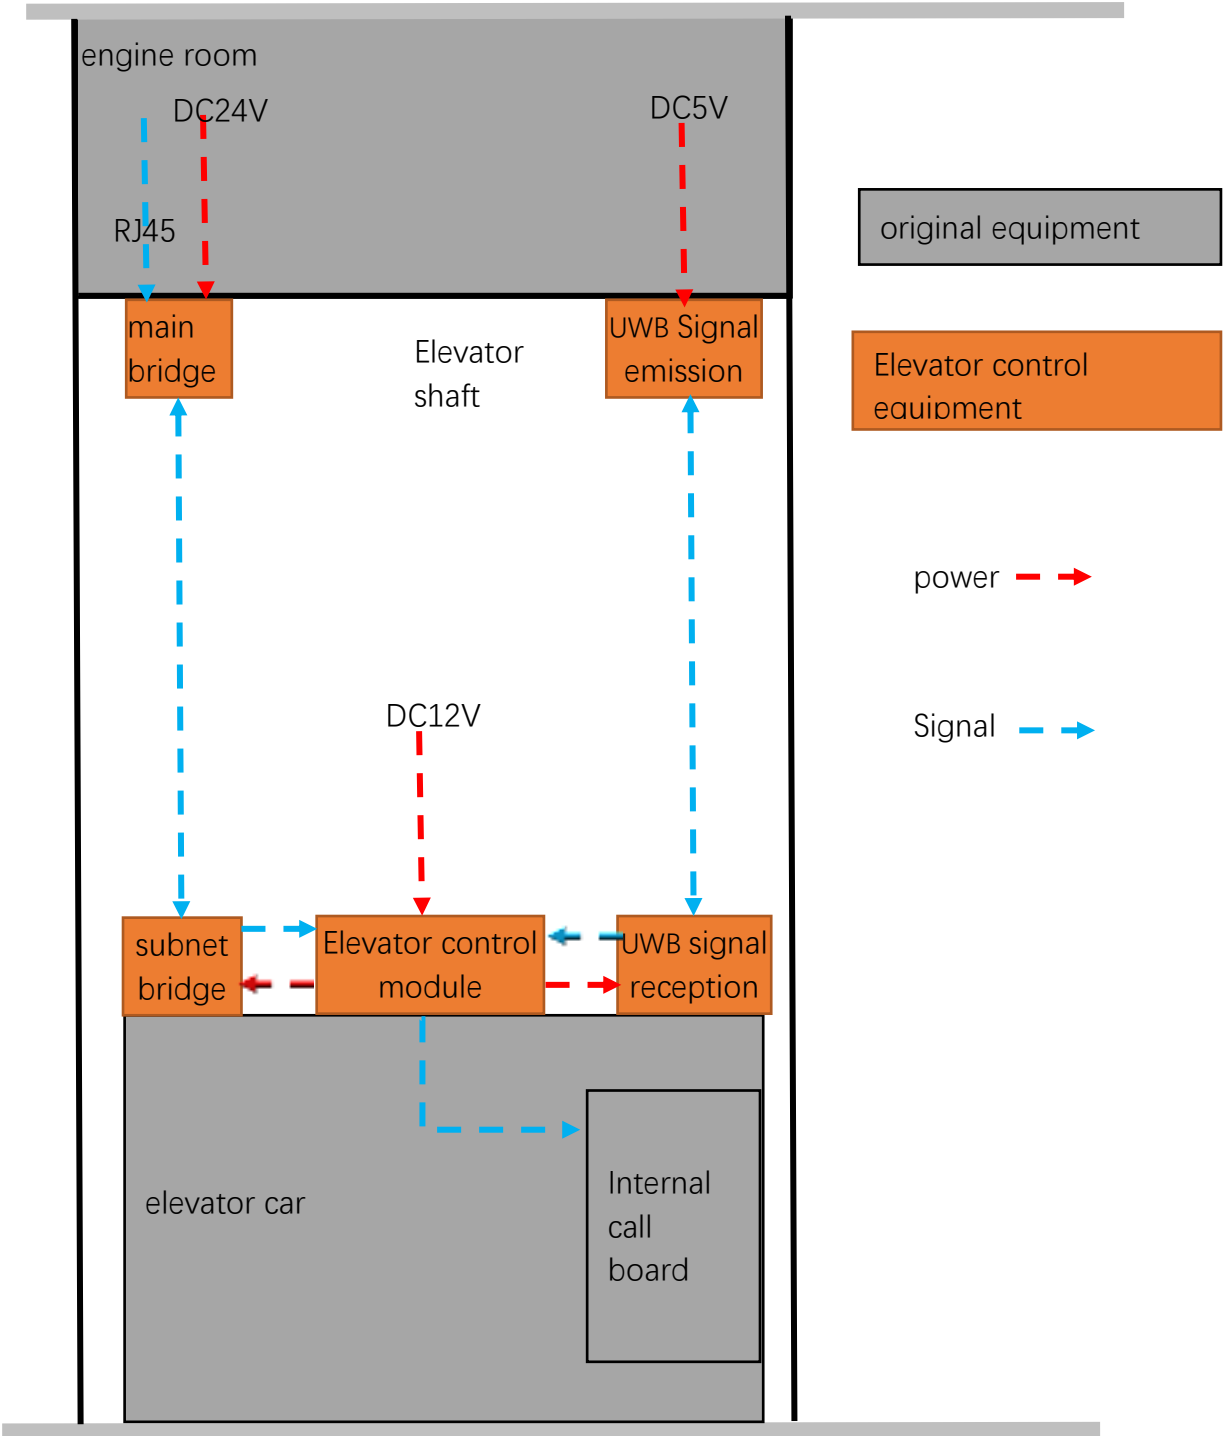 engine room
DC24V
DC5V
RJ45
original equipment
main
bridge
Elevator
shaft
UWB Signal
emission
Elevator control
equipment
power
Signal
DC12V
subnet
bridge
Elevator control
module
UWB signal
reception
elevator car
Internal
call
board